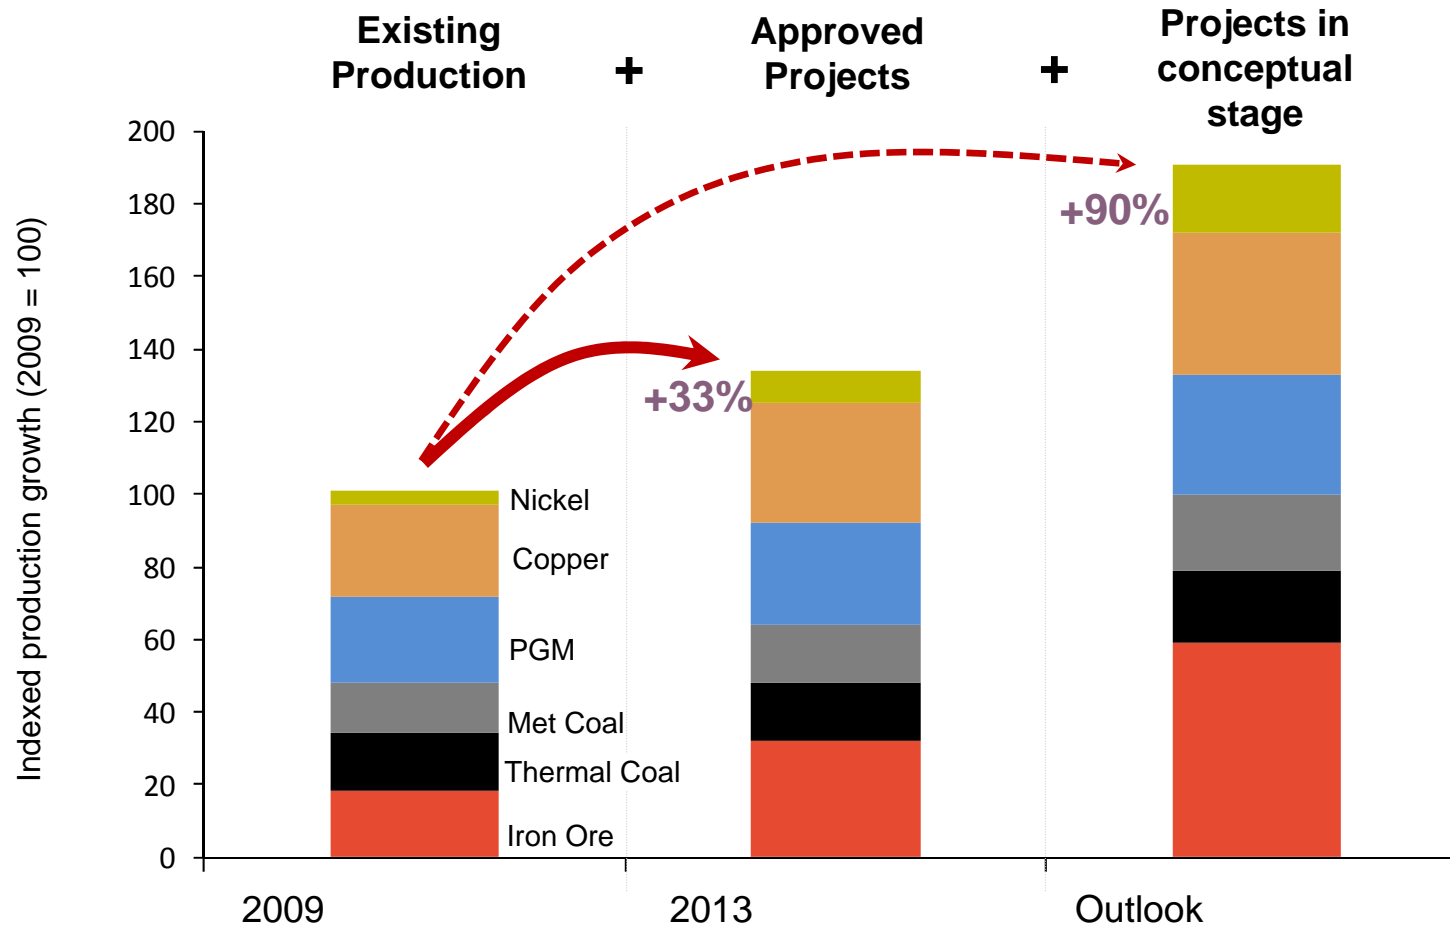 Existing
Production
+
Approved
Projects
+
Projects in
conceptual
stage
Indexed production growth (2009 = 100)
200
180
160
140
120
100
80
60
40
20
0
+90%
+33%
Nickel
Copper
PGM
Met Coal
Thermal Coal
Iron Ore
2009
2013
Outlook